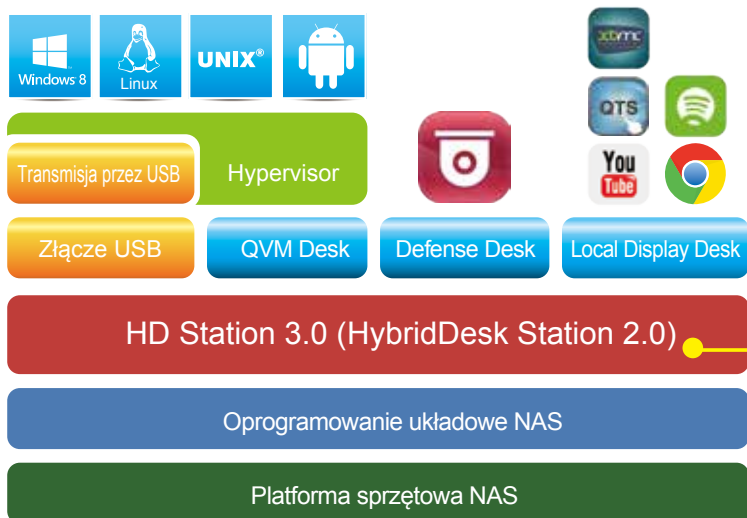 Windows 8
Linux
UNIX®
xbmc
QTS
You
Tube
Transmisja przez USB
Hypervisor
Złącze USB
QVM Desk
Defense Desk
Local Display Desk
HD Station 3.0 (HybridDesk Station 2.0)
Oprogramowanie układowe NAS
Platforma sprzętowa NAS